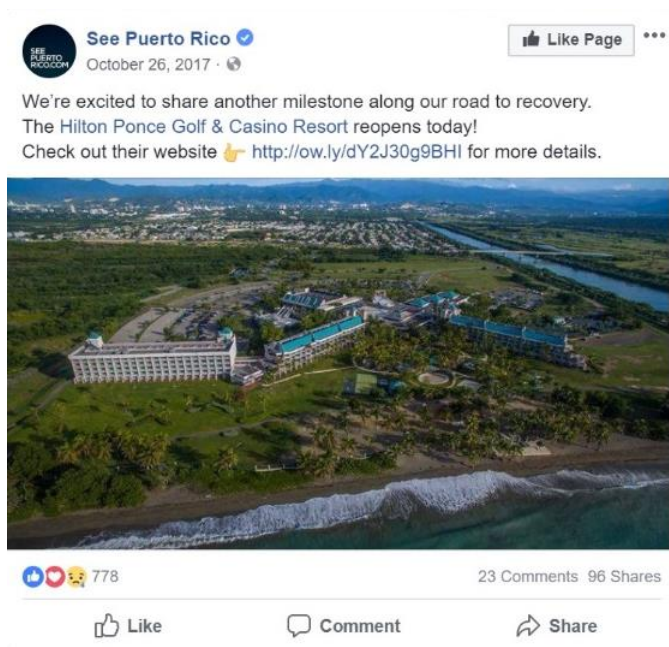 SEE
PUERTO
RICO.COM
See Puerto Rico
October 26, 2017 ·
Like Page
We're excited to share another milestone along our road to recovery.
The Hilton Ponce Golf & Casino Resort reopens today!
Check out their website 👉 http://ow.ly/dY2J30g9BHI for more details.
778
23 Comments 96 Shares
Like
Comment
Share